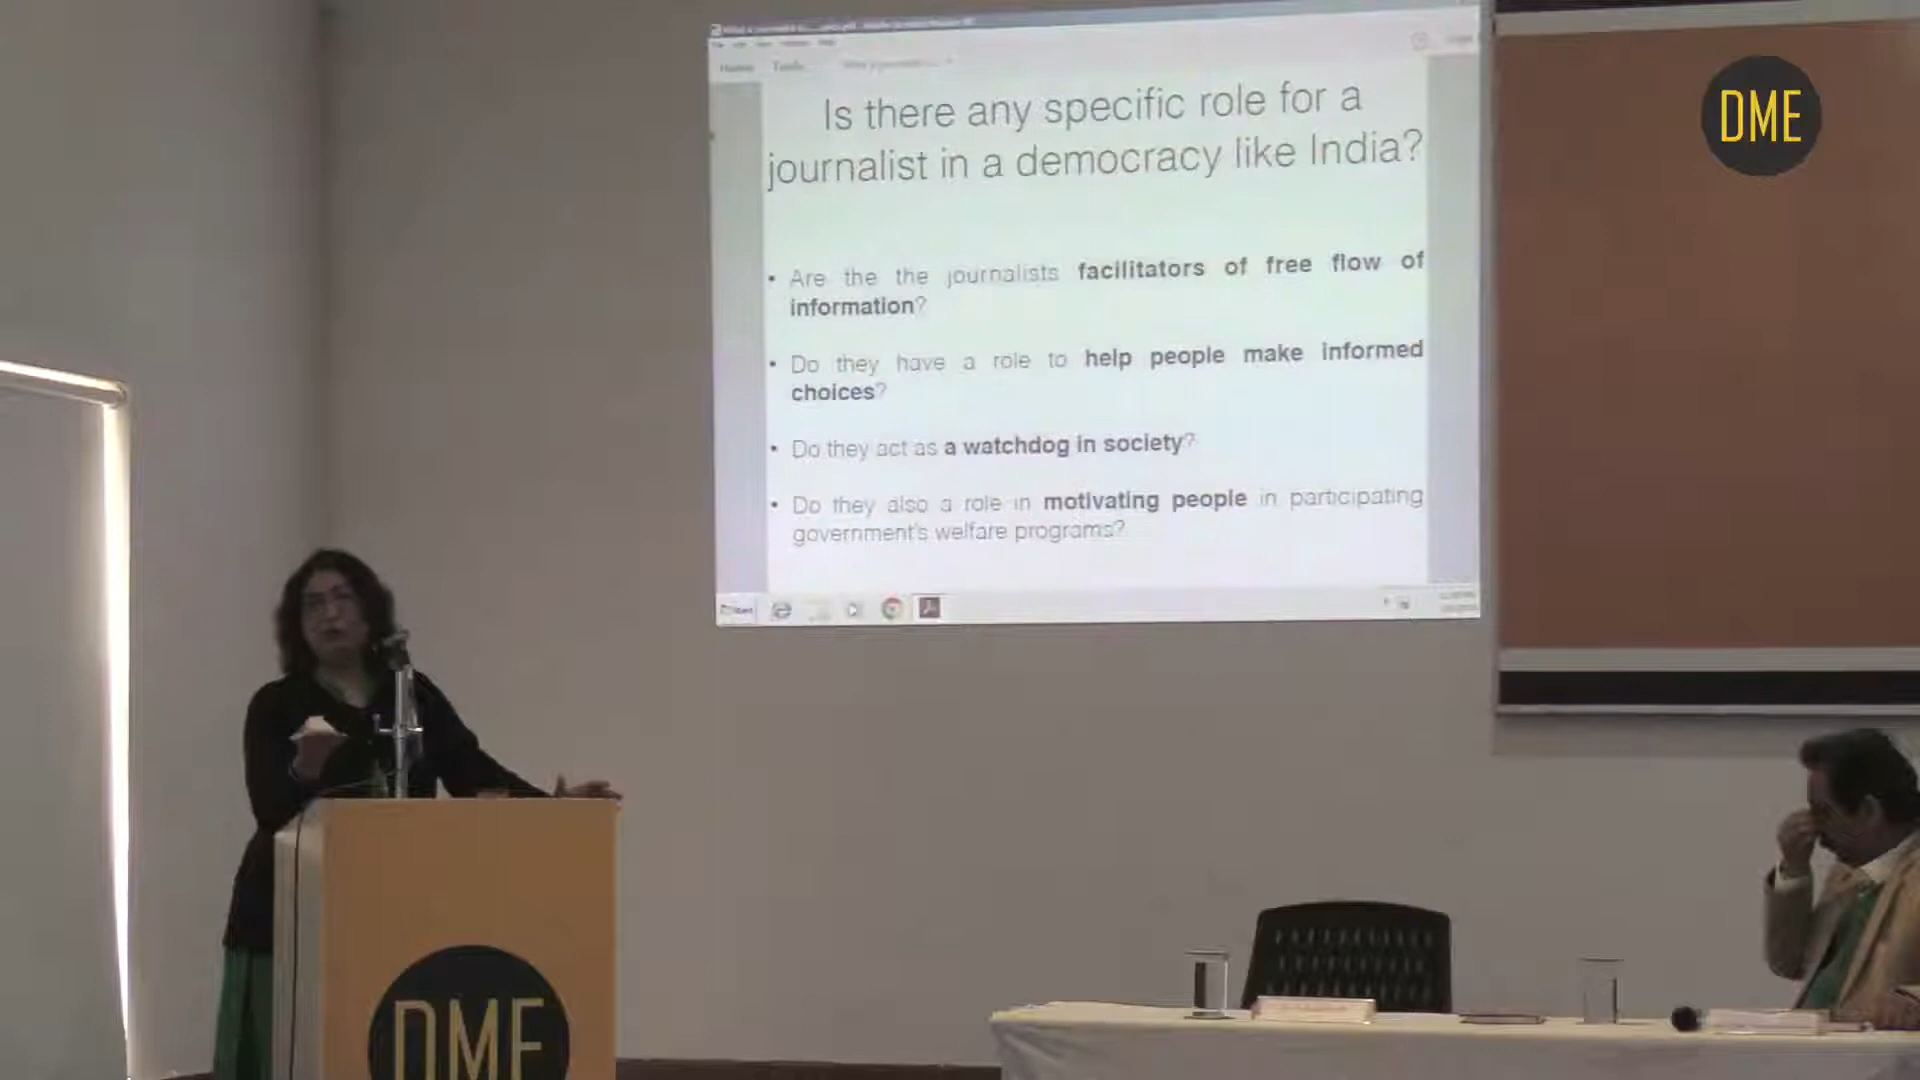 Is there any specific role for a
journalist in a democracy like India?
• Are the the journalists facilitators of free flow of
information?
• Do they have a role to help people make informed
choices?
• Do they act as a watchdog in society?
• Do they also a role in motivating people in participating
government's welfare programs?
DME
DME